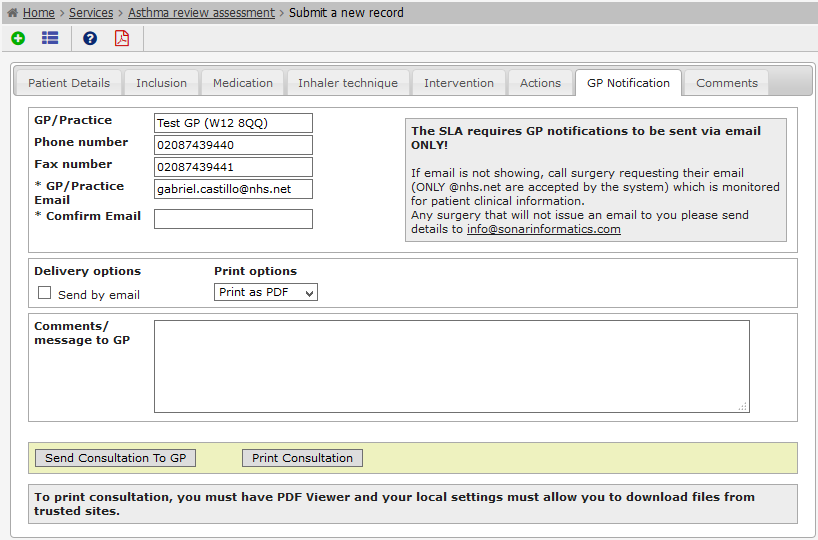 Home > Services > Asthma review assessment > Submit a new record
Patient Details Inclusion Medication Inhaler technique Intervention Actions GP Notification Comments
GP/Practice Test GP (W12 8QQ)
Phone number 02087439440
Fax number 02087439441
* GP/Practice Email gabriel.castillo@nhs.net
* Comfirm Email
The SLA requires GP notifications to be sent via email
ONLY!
If email is not showing, call surgery requesting their email
(ONLY @nhs.net are accepted by the system) which is monitored
for patient clinical information.
Any surgery that will not issue an email to you please send
details to info@sonarinformatics.com
Delivery options Print options
Send by email Print as PDF
Comments/
message to GP
Send Consultation To GP Print Consultation
To print consultation, you must have PDF Viewer and your local settings must allow you to download files from
trusted sites.